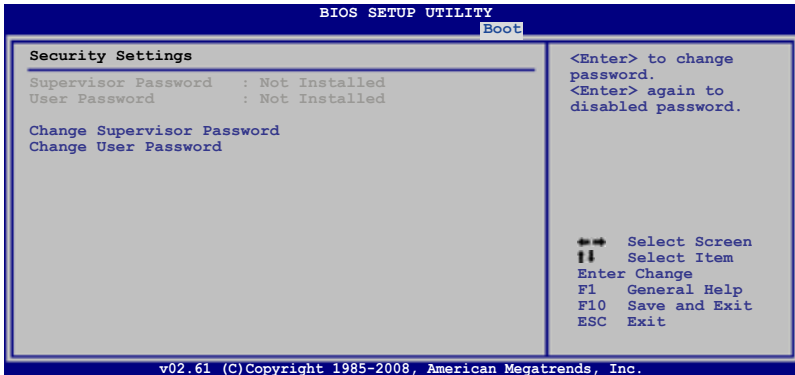 BIOS SETUP UTILITY
Boot
Security Settings
Supervisor Password : Not Installed
User Password : Not Installed
Change Supervisor Password
Change User Password
<Enter> to change
password.
<Enter> again to
disabled password.
Select Screen
Select Item
Enter Change
F1 General Help
F10 Save and Exit
ESC Exit
v02.61 (C)Copyright 1985-2008, American Megatrends, Inc.